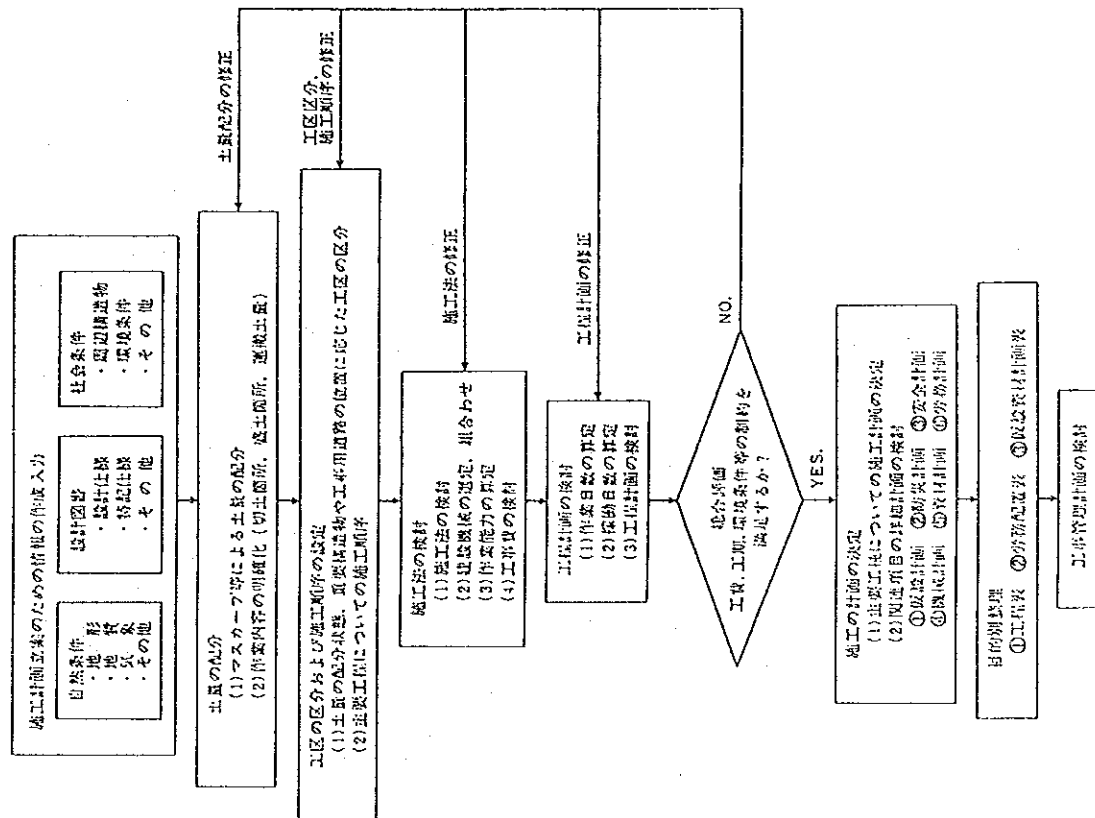 施工計画立案のための情報の作成入力
自然条件
・地形
・地質
・気象
・その他
設計図書
・設計仕様
・特記仕様
・その他
社会条件
・周辺構造物
・環境条件
・その他
土量の配分
(1)マスカーブ等による土量の配分
(2)作業内容の明確化(切土箇所，盛土箇所，運搬土量)
土量配分の修正
工区の区分および施工順序の設定
(1)土量の配分状態，重要構造物や工事用道路の位置に応じた工区の区分
(2)主要工程についての施工順序
工区区分，
施工順序の修正
施工法の検討
(1)施工法の検討
(2)建設機械の選定，組合わせ
(3)作業能力の算定
(4)工事費の検討
施工法の修正
工程計画の検討
(1)作業日数の算定
(2)稼働日数の算定
(3)工程計画の検討
工程計画の修正
総合評価
工費，工期，環境条件等の制約を
満足するか？
NO.
YES.
施工の計画の決定
(1)主要工種についての施工計画の決定
(2)関連項目の詳細計画の検討
①仮設計画 ②防災計画 ③安全計画
④機械計画 ⑤資材計画 ⑥労務計画
目的別整理
①工程表 ②労務配置表 ③仮設資材計画表
工事管理計画の検討